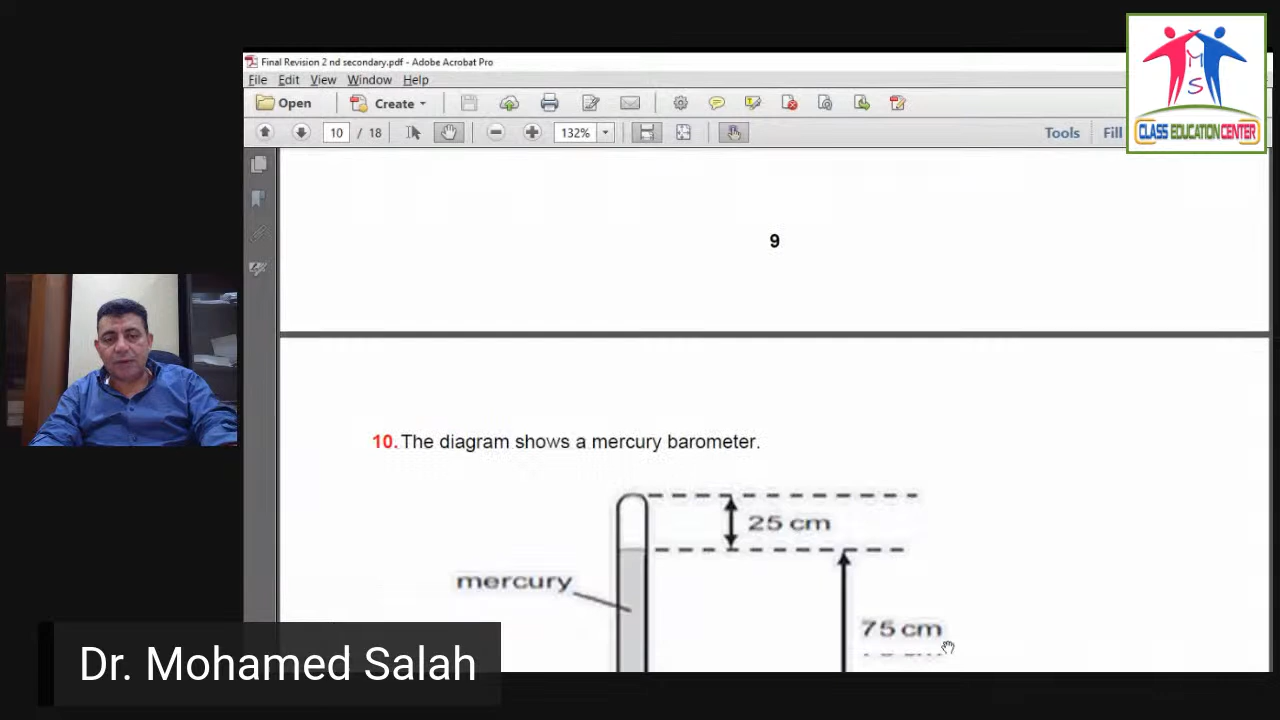 Final Revision 2 nd secondary.pdf - Adobe Acrobat Pro
File Edit View Window Help
Open Create
10 / 18 132% Tools Fill
M
S
CLASS EDUCATION CENTER
9
10. The diagram shows a mercury barometer.
25 cm
mercury
75 cm
Dr. Mohamed Salah